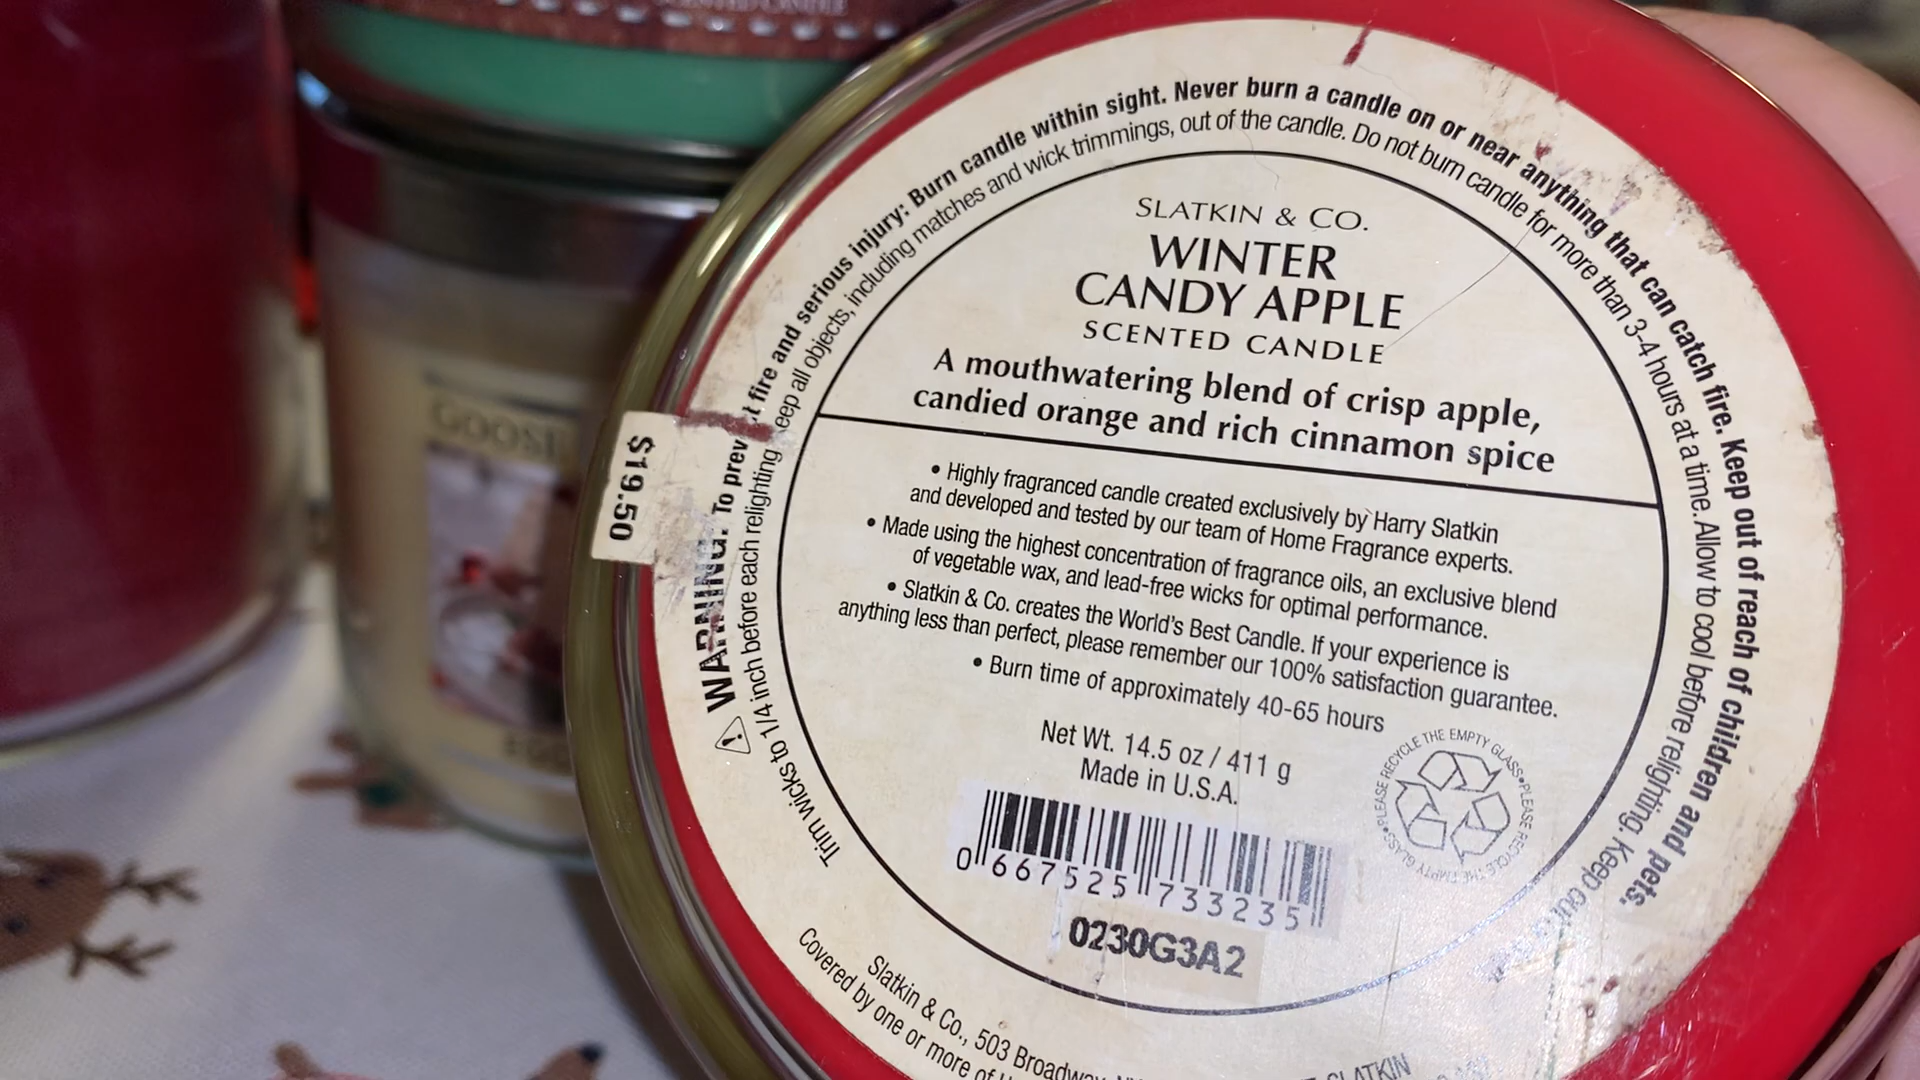 SCENTED CANDLE
GOOSE
$19.50
WARNING: To prev t fire and serious injury: Burn candle within sight. Never burn a candle on or near anything that can catch fire. Keep out of reach of children and pets.
Trim wicks to 1/4 inch before each relighting eep all objects, including matches and wick trimmings, out of the candle. Do not burn candle for more than 3-4 hours at a time. Allow to cool before relighting. Keep out
SLATKIN & CO.
WINTER
CANDY APPLE
SCENTED CANDLE
A mouthwatering blend of crisp apple,
candied orange and rich cinnamon spice
• Highly fragranced candle created exclusively by Harry Slatkin
and developed and tested by our team of Home Fragrance experts.
• Made using the highest concentration of fragrance oils, an exclusive blend
of vegetable wax, and lead-free wicks for optimal performance.
• Slatkin & Co. creates the World's Best Candle. If your experience is
anything less than perfect, please remember our 100% satisfaction guarantee.
• Burn time of approximately 40-65 hours
Net Wt. 14.5 oz / 411 g
Made in U.S.A.
PLEASE RECYCLE THE EMPTY GLASS•PLEASE RECYCLE THE EMPTY GLASS•
0 667525 733235
0230G3A2
Slatkin & Co., 503 Broadway,
Covered by one or more of
SLATKIN